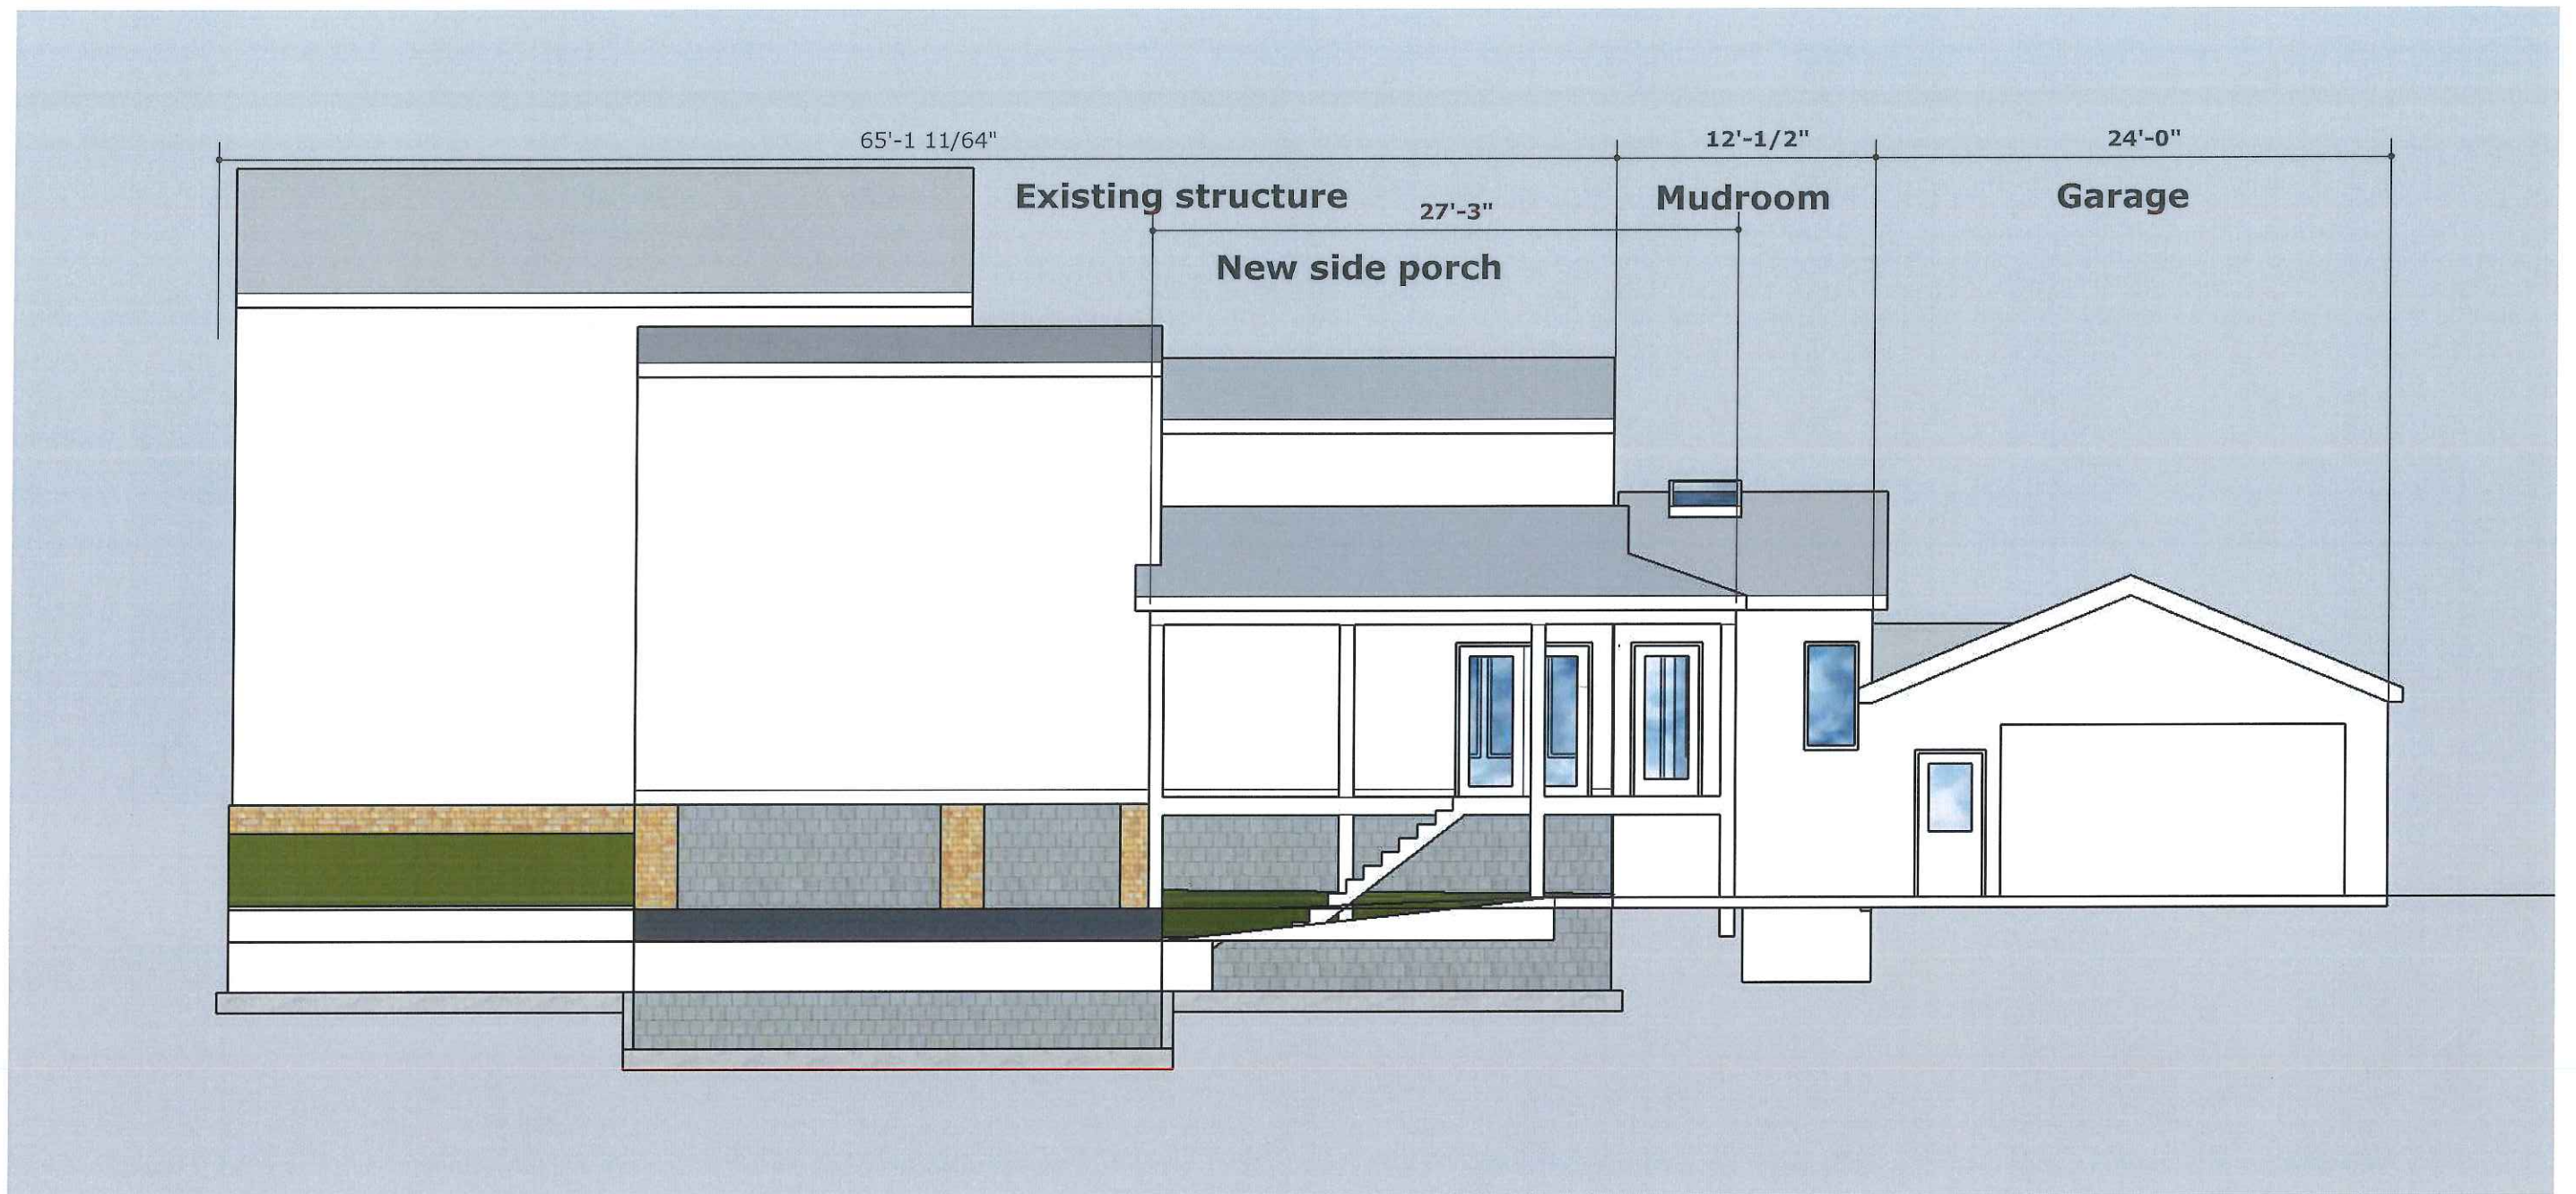 65'-1 11/64"
12'-1/2"
24'-0"
Existing structure
Mudroom
Garage
27'-3"
New side porch